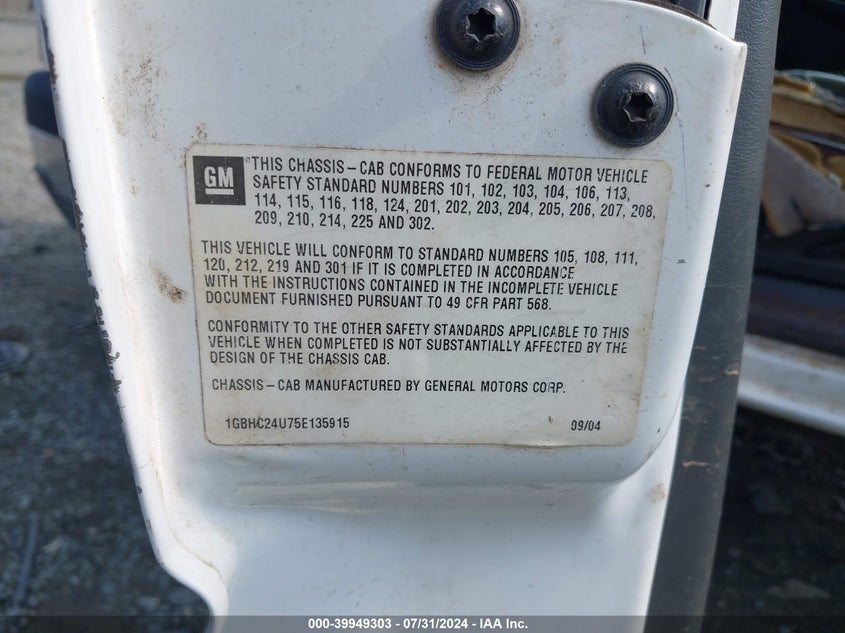 GM
"THIS CHASSIS-CAB CONFORMS TO FEDERAL MOTOR VEHICLE
SAFETY STANDARD NUMBERS 101, 102, 103, 104, 106, 113,
114, 115, 116, 118, 124, 201, 202, 203, 204, 205, 206, 207, 208,
209, 210, 214, 225 AND 302.
THIS VEHICLE WILL CONFORM TO STANDARD NUMBERS 105, 108, 111,
120, 212, 219 AND 301 IF IT IS COMPLETED IN ACCORDANCE
WITH THE INSTRUCTIONS CONTAINED IN THE INCOMPLETE VEHICLE
DOCUMENT FURNISHED PURSUANT TO 49 CFR PART 568.
CONFORMITY TO THE OTHER SAFETY STANDARDS APPLICABLE TO THIS
VEHICLE WHEN COMPLETED IS NOT SUBSTANTIALLY AFFECTED BY THE
DESIGN OF THE CHASSIS CAB.
CHASSIS-CAB MANUFACTURED BY GENERAL MOTORS CORP.
1GBHC24U75E135915 09/04
000-39949303 - 07/31/2024 - IAA Inc.